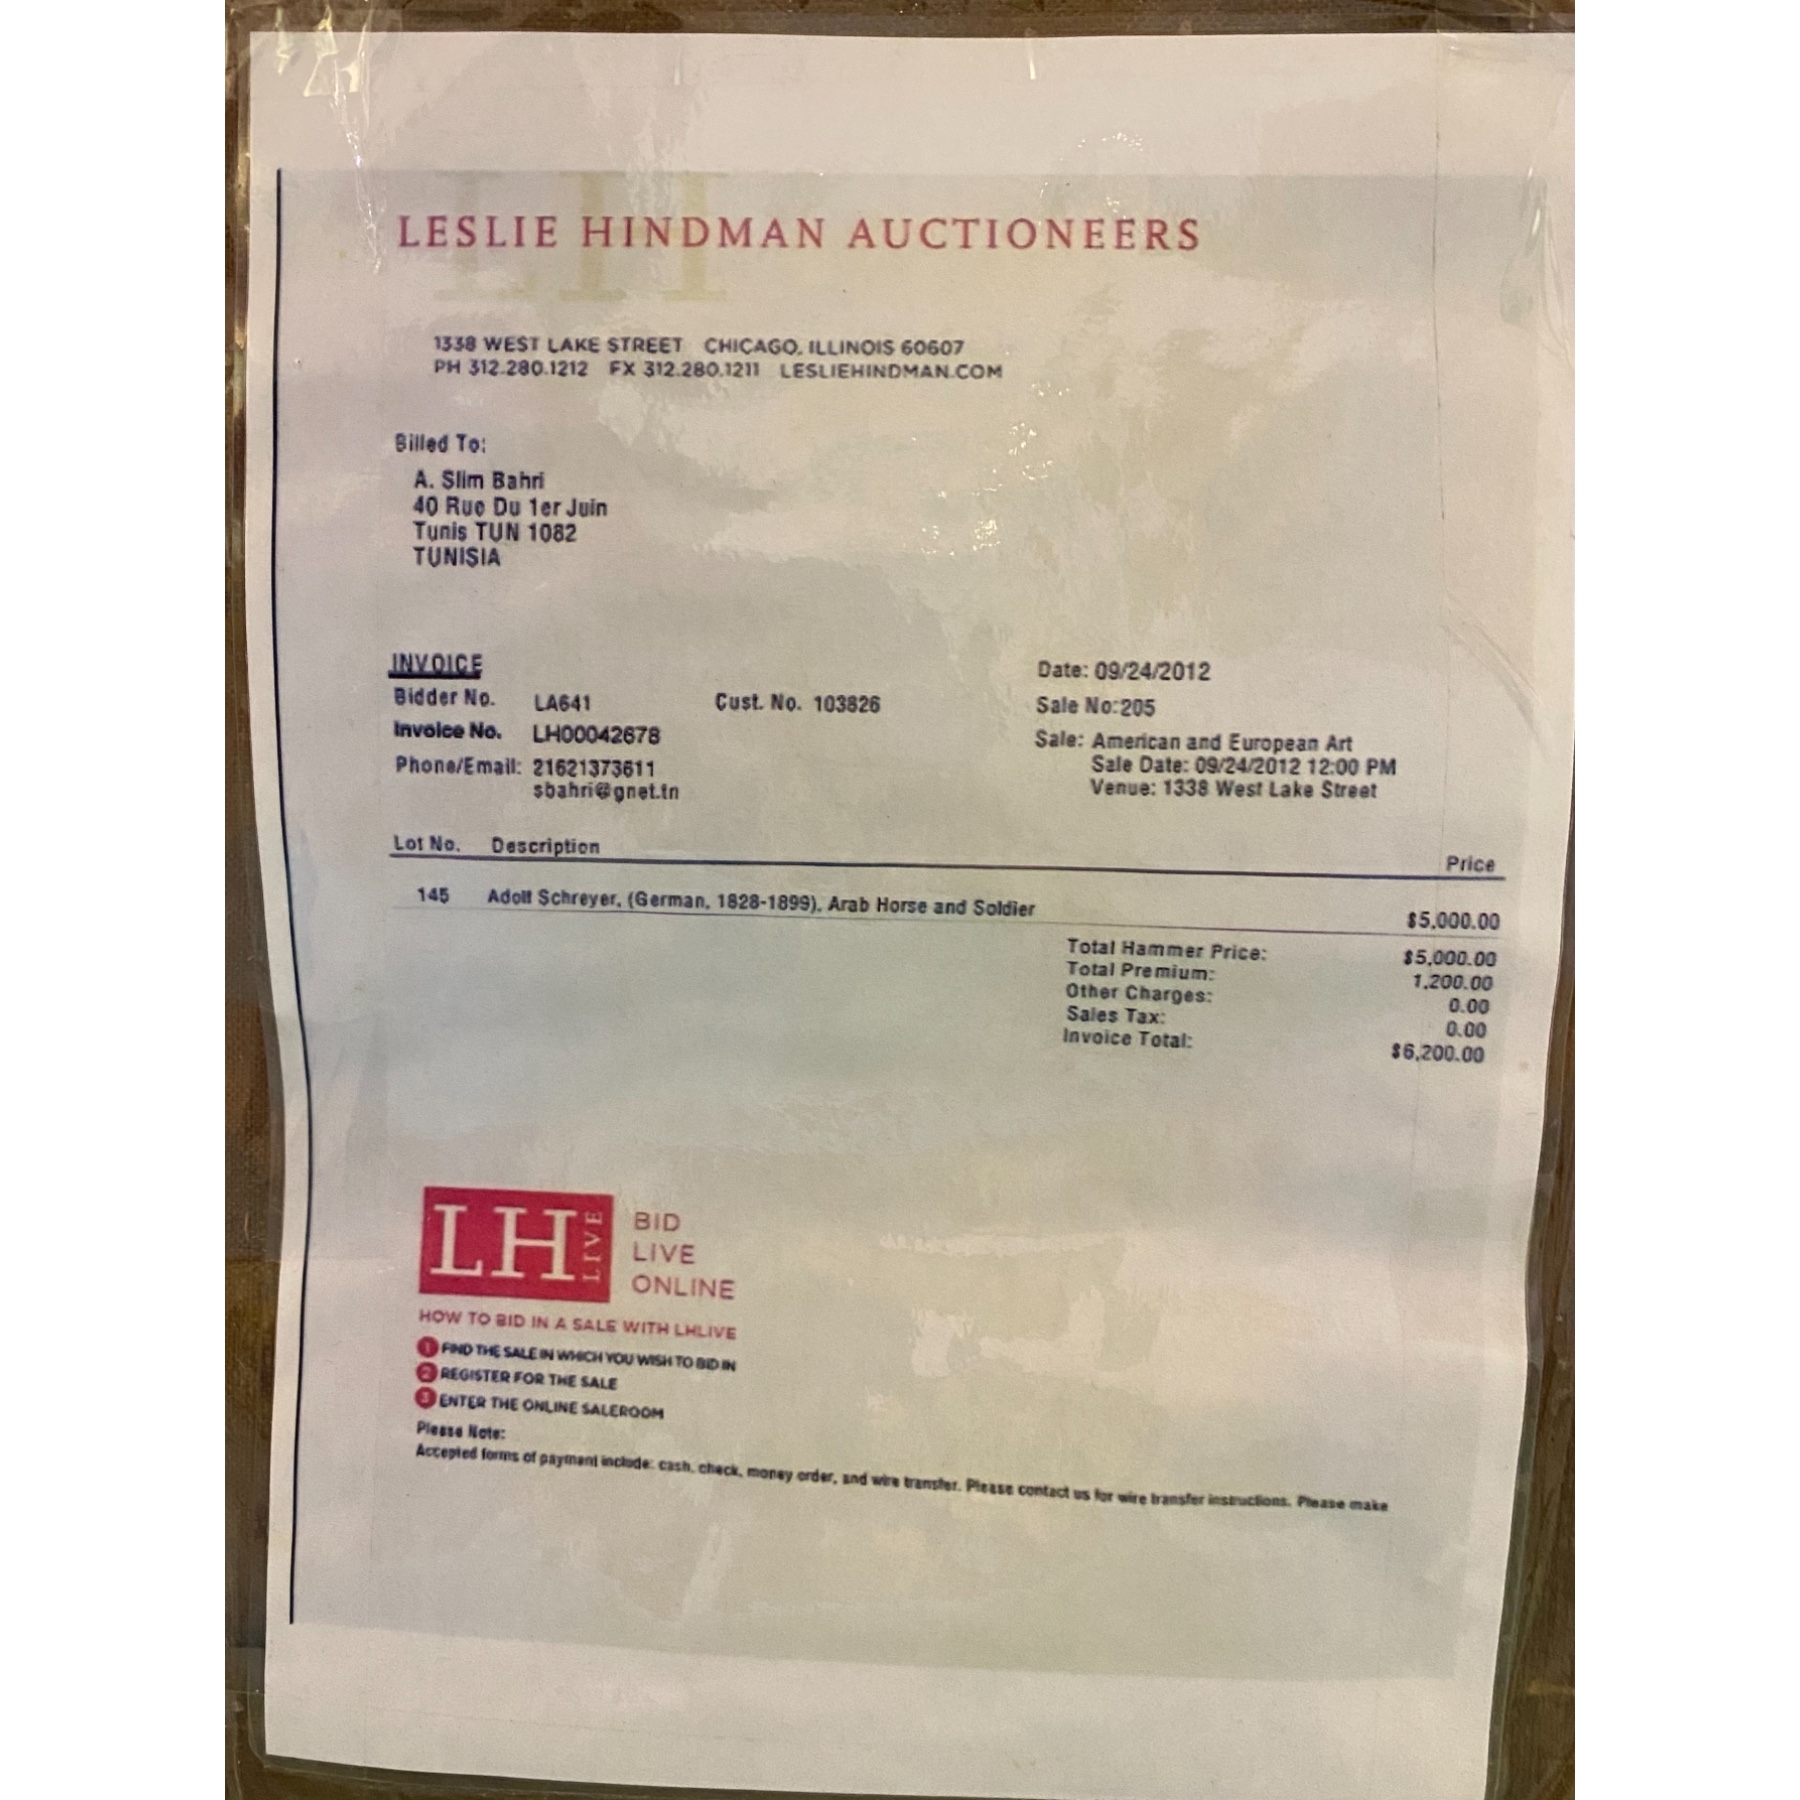 LESLIE HINDMAN AUCTIONEERS
1338 WEST LAKE STREET CHICAGO, ILLINOIS 60607
PH 312.280.1212 FX 312.280.1211 LESLIEHINDMAN.COM
Billed To:
A. Slim Bahri
40 Rue Du 1er Juin
Tunis TUN 1082
TUNISIA
INVOICE
Date: 09/24/2012
Bidder No. LA641 Cust. No. 103826 Sale No:205
Invoice No. LH00042678
Sale: American and European Art
Phone/Email: 21621373611 Sale Date: 09/24/2012 12:00 PM
sbahri@gnet.tn Venue: 1338 West Lake Street
Lot No. Description Price
145 Adolf Schreyer, (German, 1828-1899), Arab Horse and Soldier $5,000.00
Total Hammer Price: $5,000.00
Total Premium: 1,200.00
Other Charges: 0.00
Sales Tax: 0.00
Invoice Total: $6,200.00
LH LIVE
BID
LIVE
ONLINE
HOW TO BID IN A SALE WITH LHLIVE
1 FIND THE SALE IN WHICH YOU WISH TO BID IN
2 REGISTER FOR THE SALE
3 ENTER THE ONLINE SALEROOM
Please Note:
Accepted forms of payment include: cash, check, money order, and wire transfer. Please contact us for wire transfer instructions. Please make